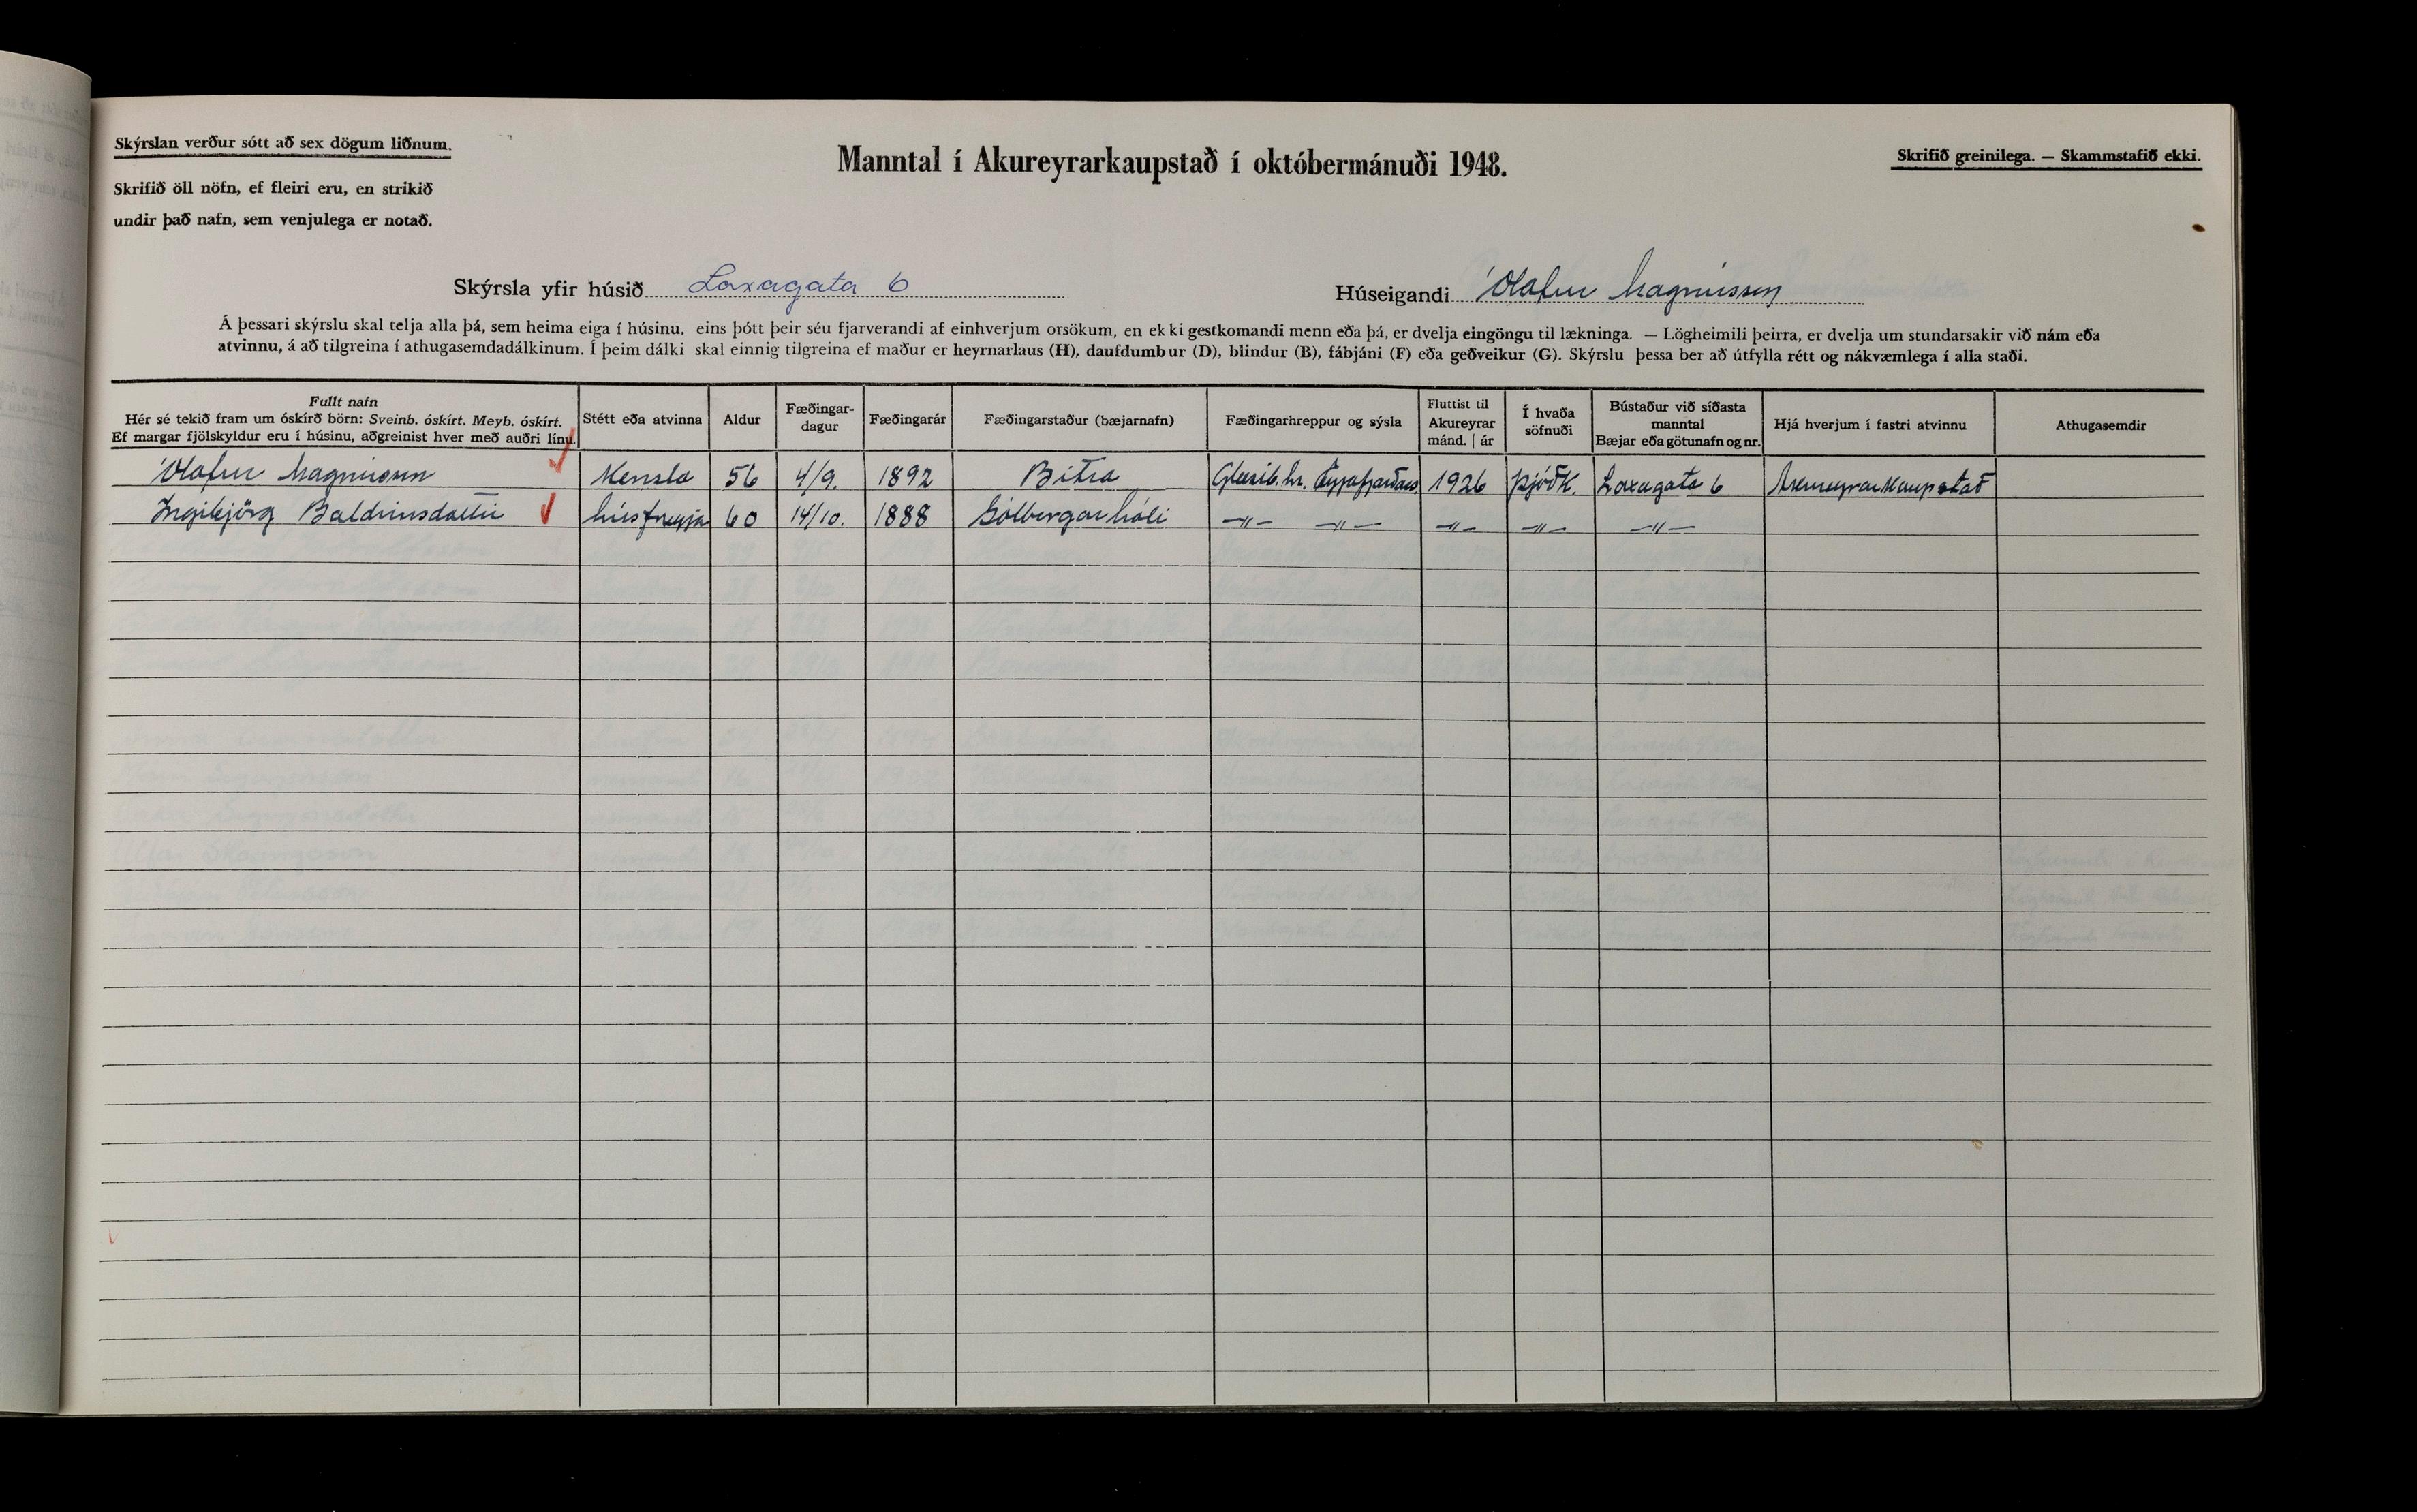 Skýrslan verður sótt að sex dögum liðnum.
Skrifið öll nöfn, ef fleiri eru, en strikið
undir það nafn, sem venjulega er notað.
Manntal í Akureyrarkaupstað í októbermánuði 1948.
Skrifið greinilega. — Skammstafið ekki.
Skýrsla yfir húsið Laxagata 6
Húseigandi Ólafur Magnússon
Á þessari skýrslu skal telja alla þá, sem heima eiga í húsinu, eins þótt þeir séu fjarverandi af einhverjum orsökum, en ekki gestkomandi menn eða þá, er dvelja eingöngu til lækninga. — Lögheimili þeirra, er dvelja um stundarsakir við nám eða
atvinnu, á að tilgreina í athugasemdadálkinum. Í þeim dálki skal einnig tilgreina ef maður er heyrnarlaus (H), daufdumbur (D), blindur (B), fábjáni (F) eða geðveikur (G). Skýrslu þessa ber að útfylla rétt og nákvæmlega í alla staði.
Fullt nafn
Hér sé tekið fram um óskírð börn: Sveinb. óskírt. Meyb. óskírt.
Ef margar fjölskyldur eru í húsinu, aðgreinist hver með auðri línu.
Stétt eða atvinna
Aldur
Fæðingar-
dagur
Fæðingarár
Fæðingarstaður (bæjarnafn)
Fæðingarhreppur og sýsla
Fluttist til
Akureyrar
mánd. | ár
Í hvaða
söfnuði
Bústaður við síðasta
manntal
Bæjar eða götunafn og nr.
Hjá hverjum í fastri atvinnu
Athugasemdir
Ólafur Magnússon Kensla 56 4/9. 1892 Bitra Glæsib.hr. Eyjafjarðars 1926 þjóðk. Laxagata 6 Akureyrarkaupstað
Ingibjörg Baldvinsdóttir húsfreyja 60 14/10. 1888 Sólbergarhóli —〃— —〃— —〃— —〃— —〃—